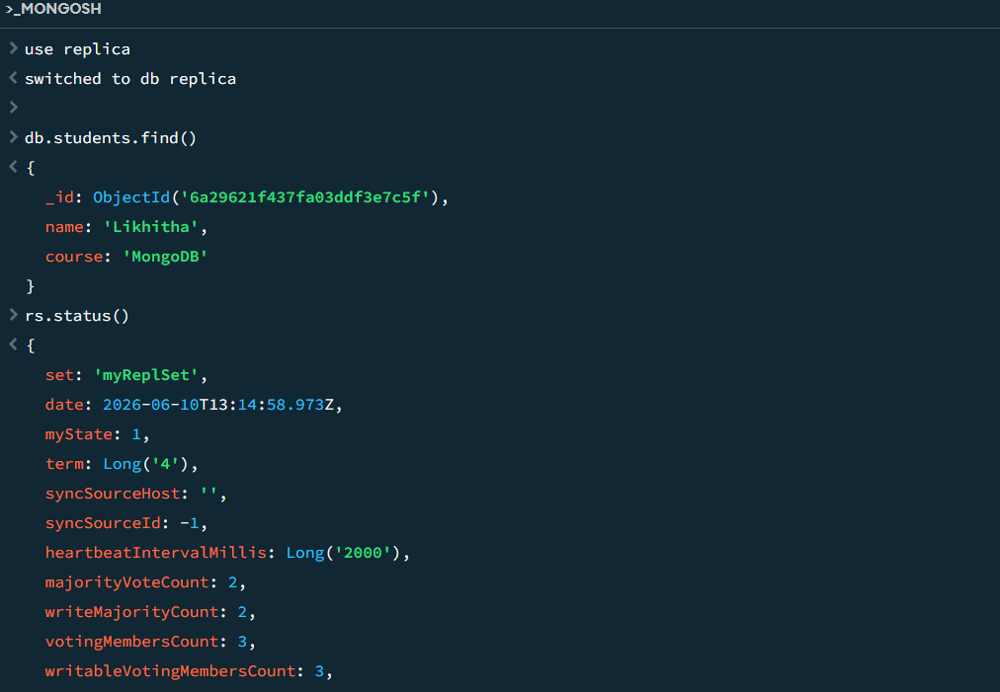 >_MONGOSH
> use replica
< switched to db replica
>
> db.students.find()
< {
_id: ObjectId('6a29621f437fa03ddf3e7c5f'),
name: 'Likhitha',
course: 'MongoDB'
}
> rs.status()
< {
set: 'myReplSet',
date: 2026-06-10T13:14:58.973Z,
myState: 1,
term: Long('4'),
syncSourceHost: '',
syncSourceId: -1,
heartbeatIntervalMillis: Long('2000'),
majorityVoteCount: 2,
writeMajorityCount: 2,
votingMembersCount: 3,
writableVotingMembersCount: 3,